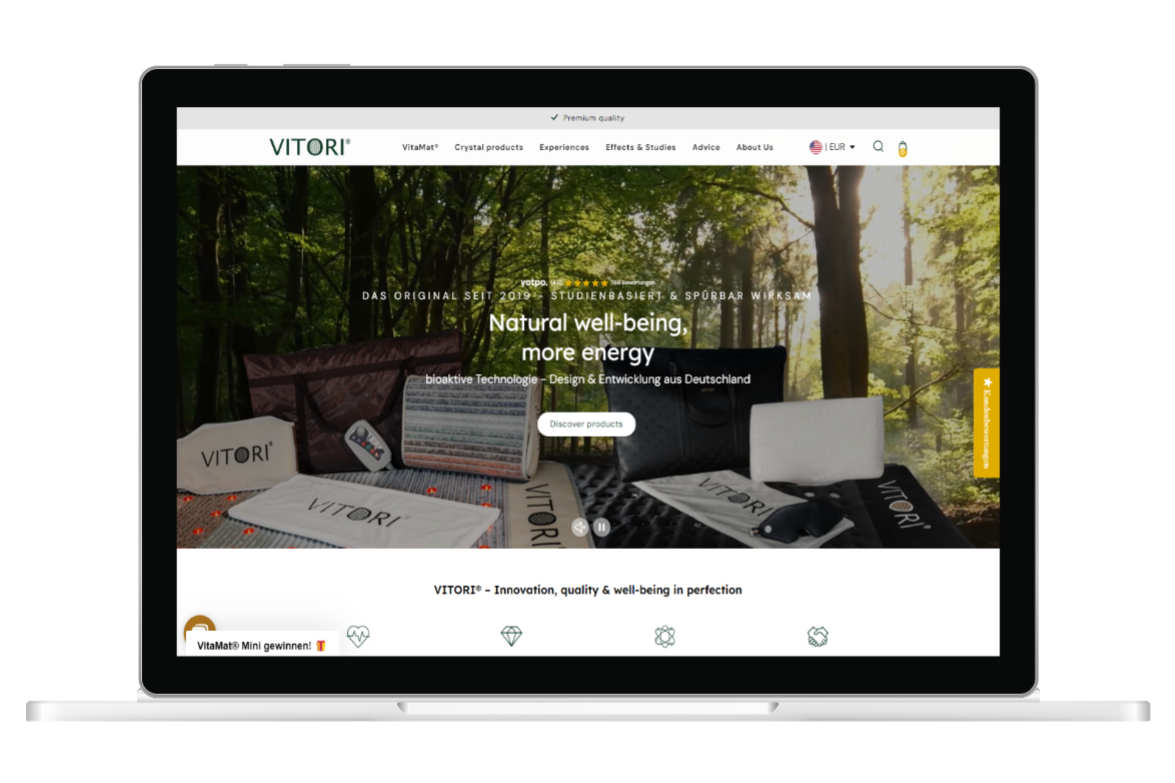 Premium quality
VITORI®
VitaMat® Crystal products Experiences Effects & Studies Advice About Us | EUR
yotpo.
DAS ORIGINAL SEIT 2019 - STUDIENBASIERT & SPÜRBAR WIRKSAM
Natural well-being,
more energy
bioaktive Technologie – Design & Entwicklung aus Deutschland
Discover products
Kundenbewertungen
VITORI®
VITORI®
VITORI
VITORI
VITORI®
VITORI® – Innovation, quality & well-being in perfection
VitaMat® Mini gewinnen!